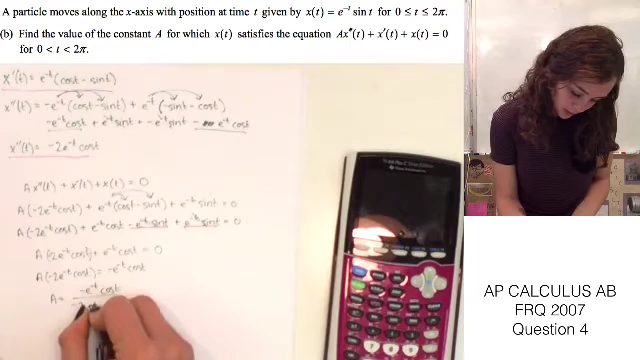 A particle moves along the x-axis with position at time t given by x(t) = e⁻ᵗ sin t for 0 ≤ t ≤ 2π.
(b) Find the value of the constant A for which x(t) satisfies the equation Ax″(t) + x′(t) + x(t) = 0
for 0 < t < 2π.
x'(t) = e⁻ᵗ (cost - sint)
x"(t) = -e⁻ᵗ (cost - sint) + e⁻ᵗ (-sint - cost)
-e⁻ᵗ cost + e⁻ᵗ sint + -e⁻ᵗ sint - e⁻ᵗ cost
x"(t) = -2e⁻ᵗ cost
A x"(t) + x'(t) + x(t) = 0
A (-2e⁻ᵗ cost) + e⁻ᵗ (cost - sint) + e⁻ᵗ sint = 0
A (-2e⁻ᵗ cost) + e⁻ᵗ cost - e⁻ᵗ sint + e⁻ᵗ sint = 0
A (-2e⁻ᵗ cost) + e⁻ᵗ cost = 0
A (-2e⁻ᵗ cost) = -e⁻ᵗ cost
A = -e⁻ᵗ cost
AP CALCULUS AB
FRQ 2007
Question 4